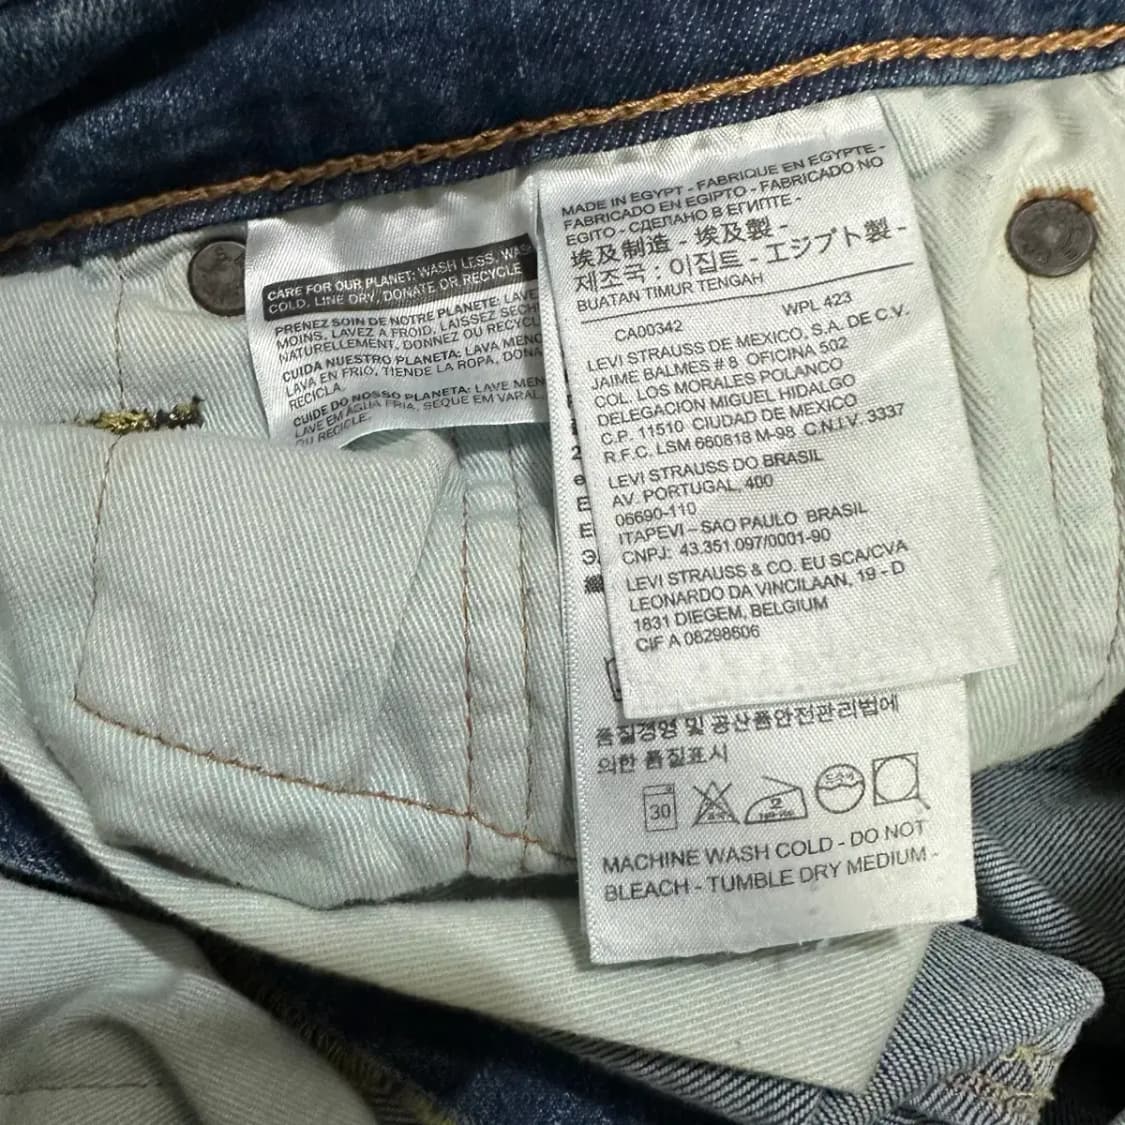 CARE FOR OUR PLANET: WASH LESS, WAS
COLD, LINE DRY, DONATE OR RECYCLE
PRENEZ SOIN DE NOTRE PLANETE: LAVE
MOINS, LAVEZ A FROID, LAISSEZ SECH
NATURELLEMENT, DONNEZ OU RECYCL
CUIDA NUESTRO PLANETA: LAVA MENO
LAVA EN FRIO, TIENDE LA ROPA, DONA
RECICLA.
CUIDE DO NOSSO PLANETA: LAVE MEN
LAVE EM AGUA FRIA, SEQUE EM VARAL,
OU RECICLE.
MADE IN EGYPT - FABRIQUE EN EGYPTE -
FABRICADO EN EGIPTO - FABRICADO NO
EGITO - СДЕЛАНО В ЕГИПТЕ -
埃及制造 - 埃及製 -
제조국 : 이집트 - エジプト製 -
BUATAN TIMUR TENGAH
CA00342 WPL 423
LEVI STRAUSS DE MEXICO, S.A. DE C.V.
JAIME BALMES # 8 OFICINA 502
COL. LOS MORALES POLANCO
DELEGACION MIGUEL HIDALGO
C.P. 11510 CIUDAD DE MEXICO
R.F.C. LSM 660818 M-98 C.N.I.V. 3337
LEVI STRAUSS DO BRASIL
AV. PORTUGAL, 400
06690-110
ITAPEVI – SAO PAULO BRASIL
CNPJ: 43.351.097/0001-90
LEVI STRAUSS & CO. EU SCA/CVA
LEONARDO DA VINCILAAN, 19 - D
1831 DIEGEM, BELGIUM
CIF A 08298606
품질경영 및 공산품안전관리법에
의한 품질표시
30
2
MACHINE WASH COLD - DO NOT
BLEACH - TUMBLE DRY MEDIUM -